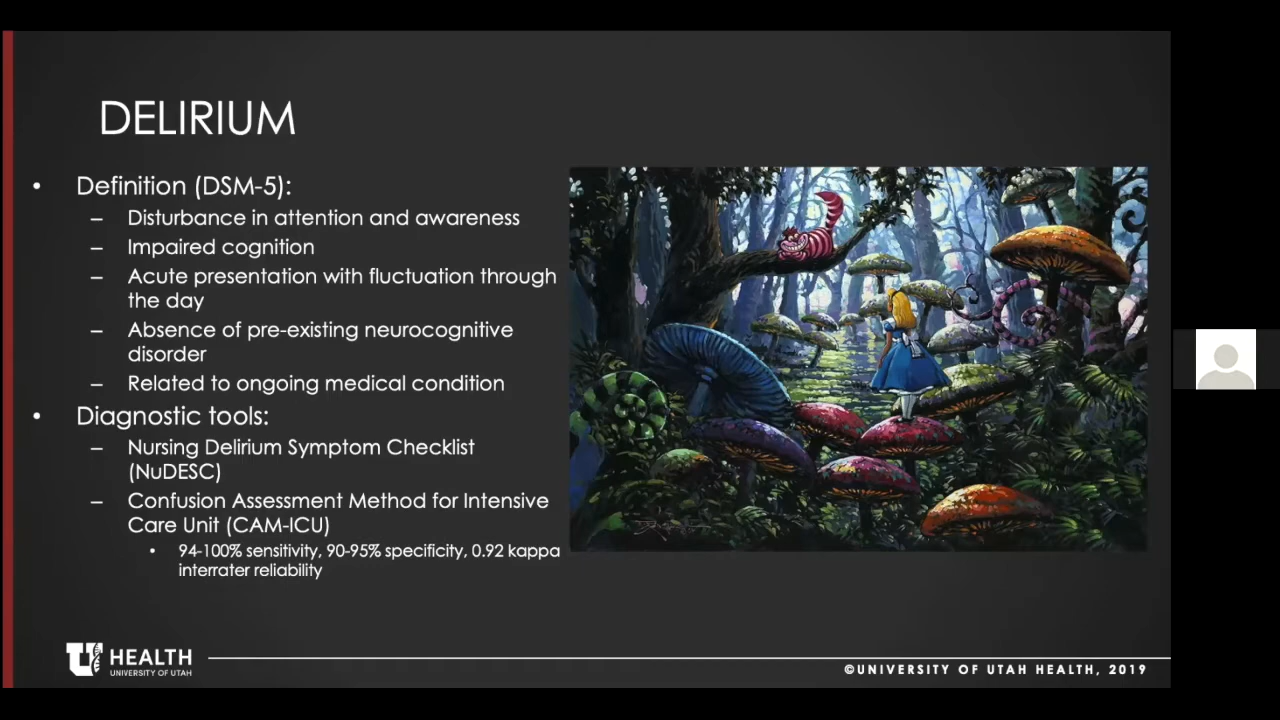 DELIRIUM
• Definition (DSM-5):
– Disturbance in attention and awareness
– Impaired cognition
– Acute presentation with fluctuation through
the day
– Absence of pre-existing neurocognitive
disorder
– Related to ongoing medical condition
• Diagnostic tools:
– Nursing Delirium Symptom Checklist
(NuDESC)
– Confusion Assessment Method for Intensive
Care Unit (CAM-ICU)
• 94-100% sensitivity, 90-95% specificity, 0.92 kappa
interrater reliability
U HEALTH
UNIVERSITY OF UTAH
©UNIVERSITY OF UTAH HEALTH, 2019